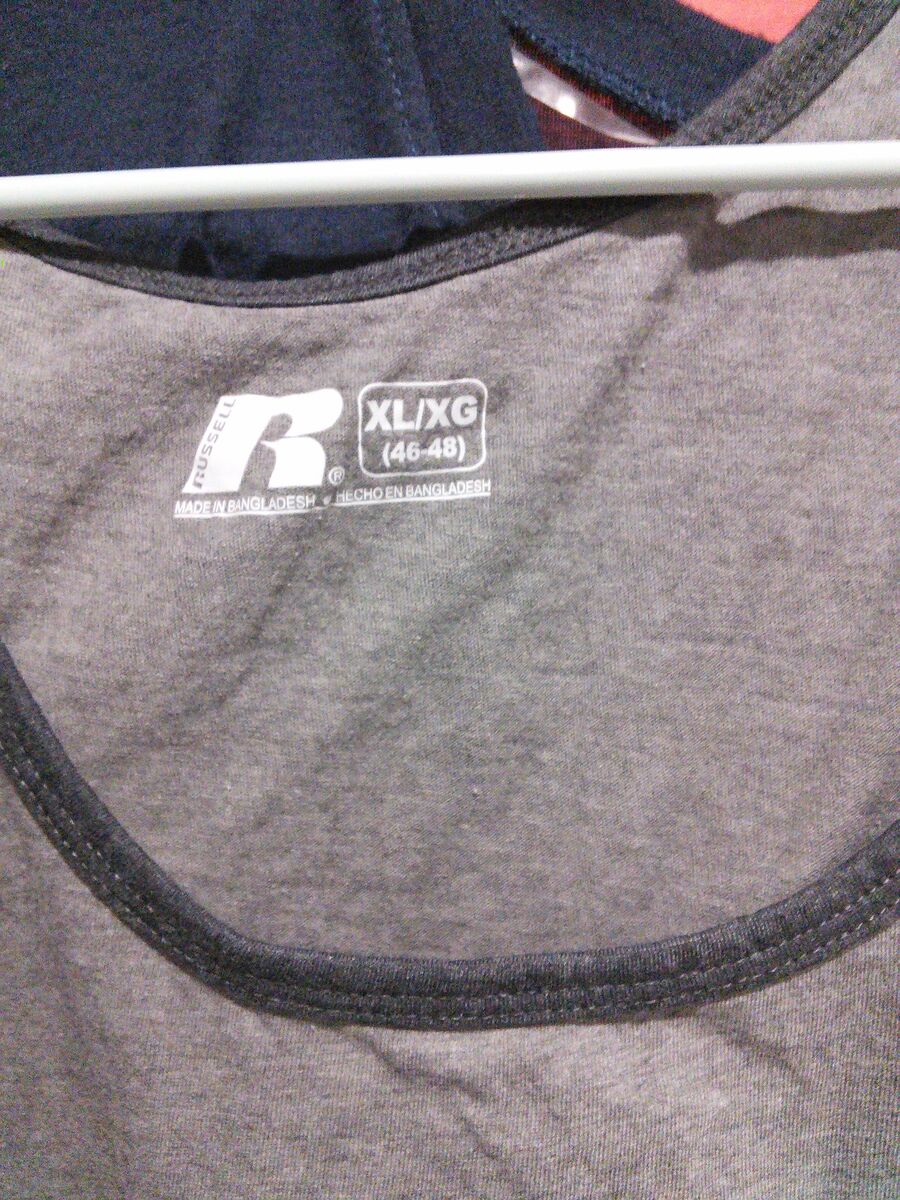 RUSSELL
R®
XL/XG
(46-48)
MADE IN BANGLADESH • HECHO EN BANGLADESH